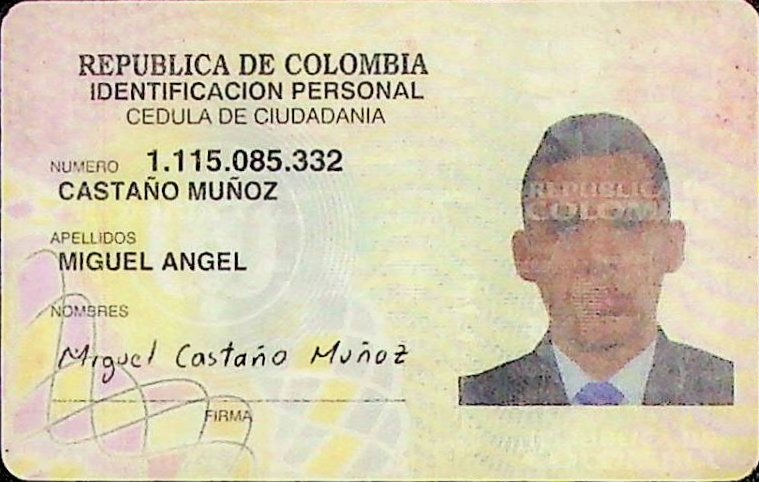 REPUBLICA DE COLOMBIA
IDENTIFICACION PERSONAL
CEDULA DE CIUDADANIA
NUMERO 1.115.085.332
CASTAÑO MUÑOZ
APELLIDOS
MIGUEL ANGEL
NOMBRES
Miguel Castaño Muñoz
FIRMA
REPUBLICA
COLOM